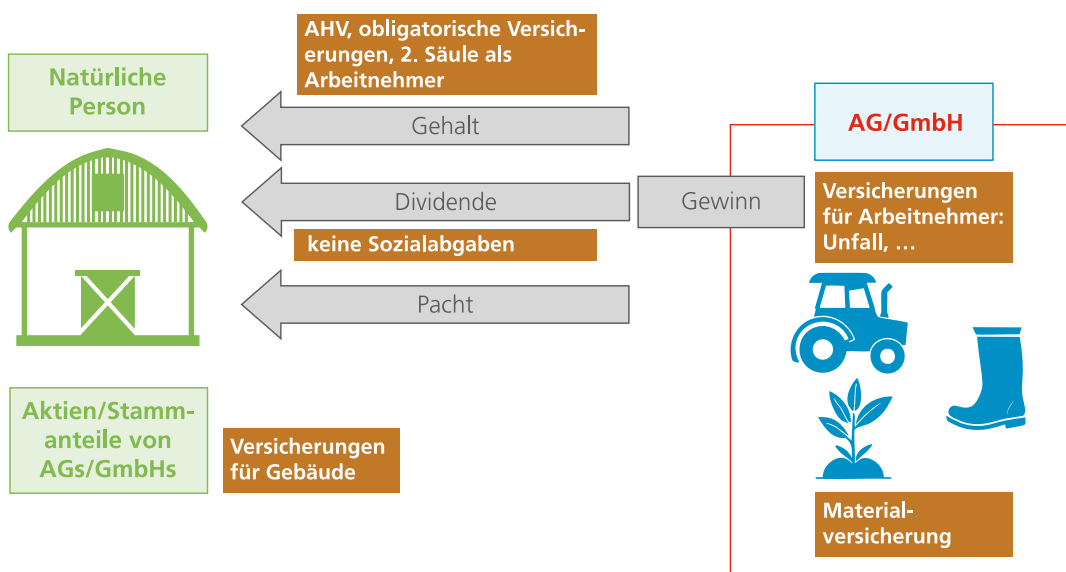 AHV, obligatorische Versich-
erungen, 2. Säule als
Arbeitnehmer
Natürliche
Person
Gehalt
AG/GmbH
Dividende
Gewinn
Versicherungen
für Arbeitnehmer:
Unfall, …
keine Sozialabgaben
Pacht
Aktien/Stamm-
anteile von
AGs/GmbHs
Versicherungen
für Gebäude
Material-
versicherung